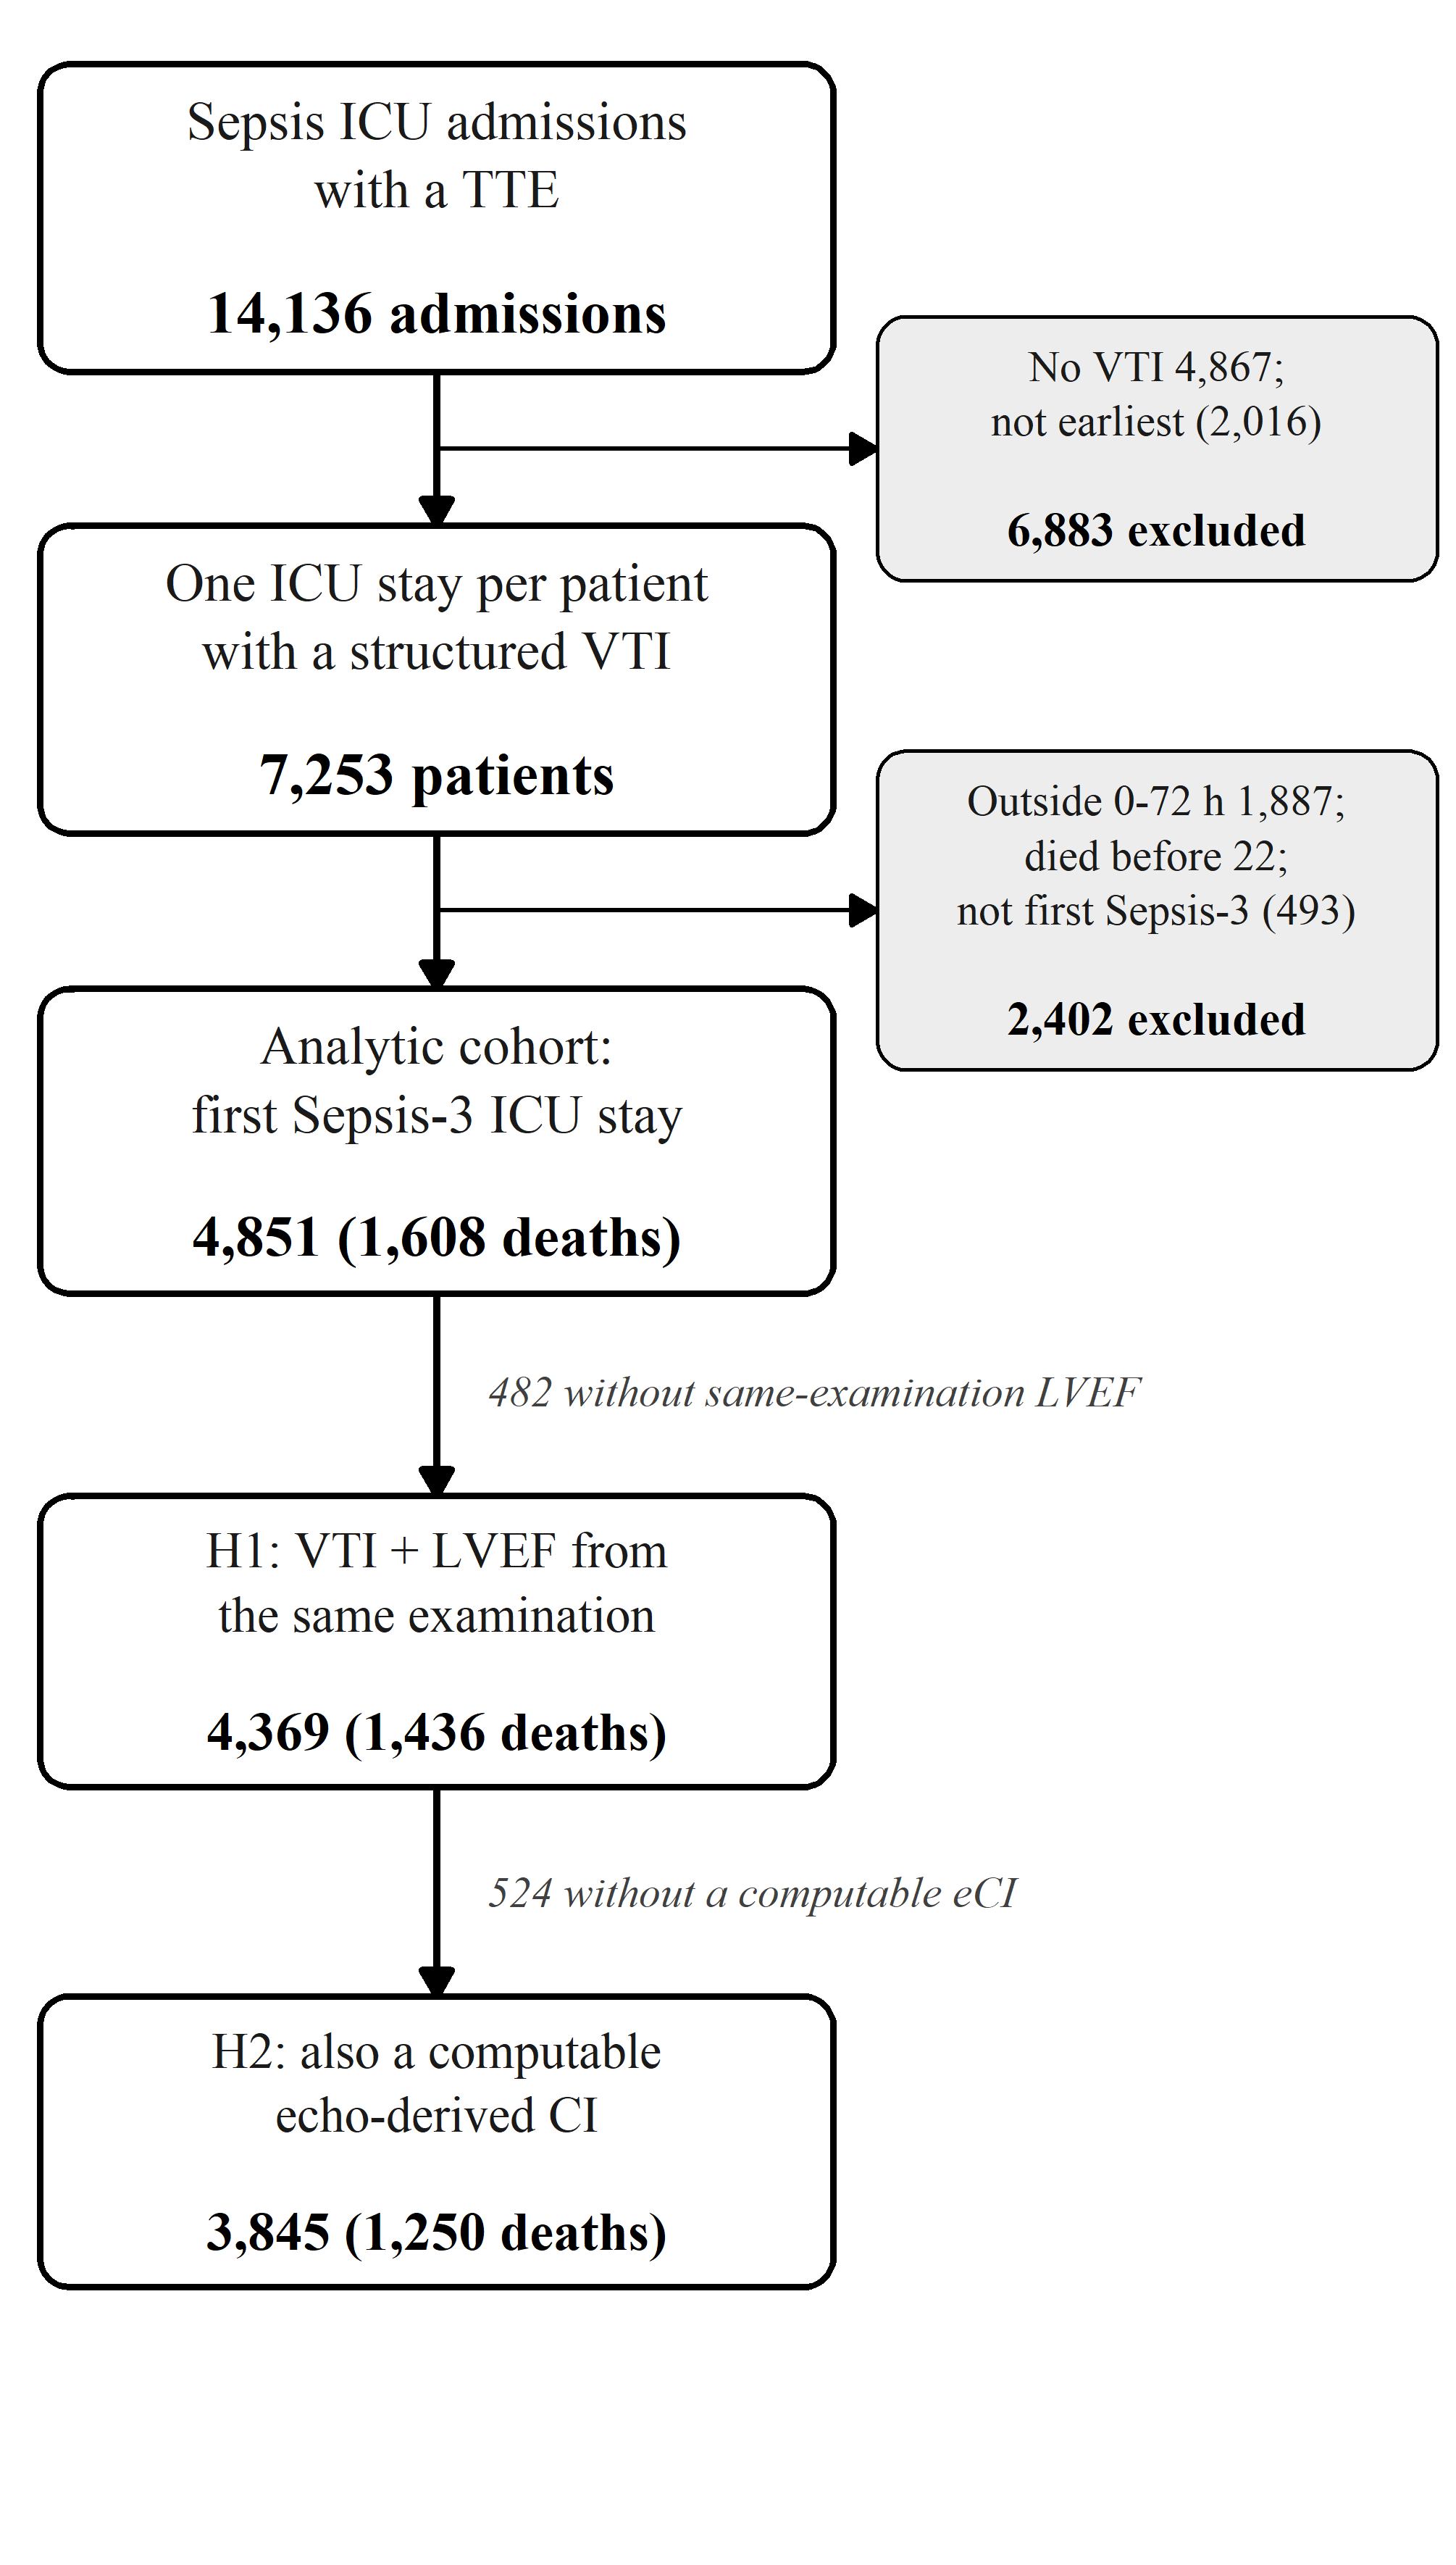 Sepsis ICU admissions
with a TTE
14,136 admissions
No VTI 4,867;
not earliest (2,016)
6,883 excluded
One ICU stay per patient
with a structured VTI
7,253 patients
Outside 0-72 h 1,887;
died before 22;
not first Sepsis-3 (493)
2,402 excluded
Analytic cohort:
first Sepsis-3 ICU stay
4,851 (1,608 deaths)
482 without same-examination LVEF
H1: VTI + LVEF from
the same examination
4,369 (1,436 deaths)
524 without a computable eCI
H2: also a computable
echo-derived CI
3,845 (1,250 deaths)